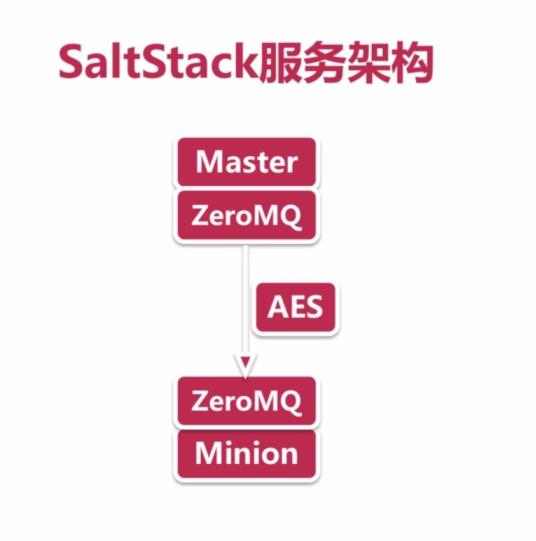 SaltStack服务架构
Master
ZeroMQ
AES
ZeroMQ
Minion